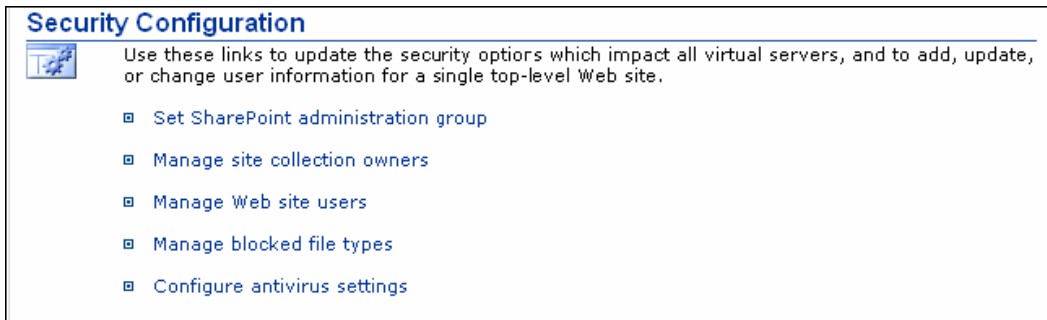 Security Configuration
Use these links to update the security options which impact all virtual servers, and to add, update,
or change user information for a single top-level Web site.
Set SharePoint administration group
Manage site collection owners
Manage Web site users
Manage blocked file types
Configure antivirus settings